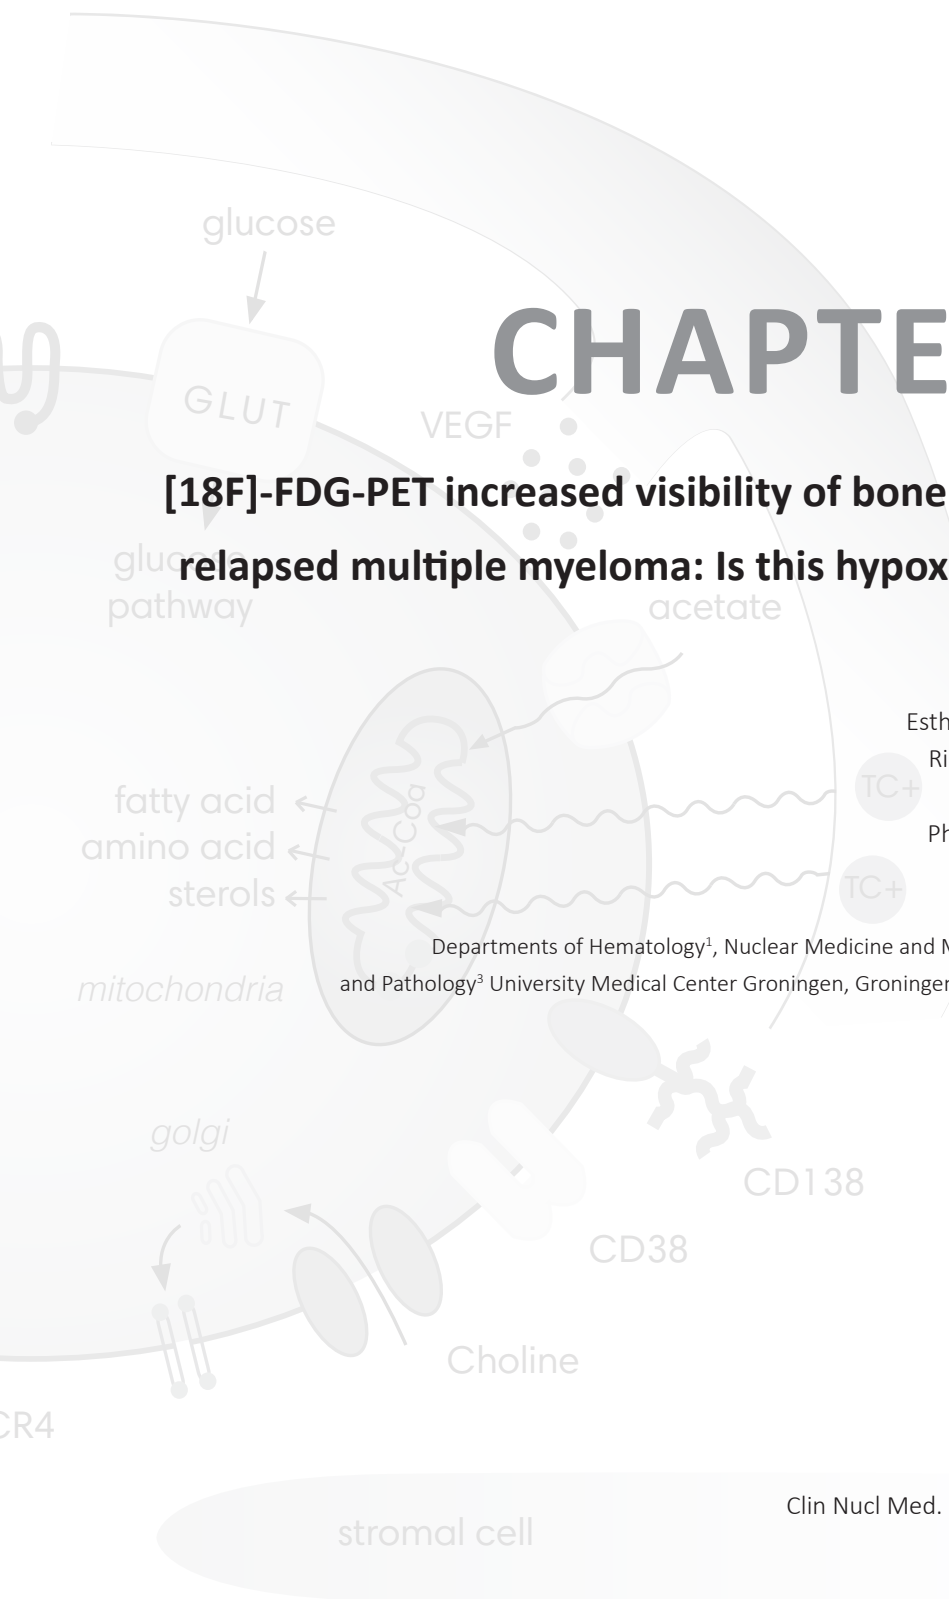 glucose
CHAPTE
GLUT
VEGF
[18F]-FDG-PET increased visibility of bone
relapsed multiple myeloma: Is this hypox
glucose
pathway
acetate
Esth
Ri
TC+
fatty acid
Ac-Coa
Ph
amino acid
sterols
TC+
Departments of Hematology¹, Nuclear Medicine and M
mitochondria
and Pathology³ University Medical Center Groningen, Groningen
golgi
CD138
CD38
Choline
CR4
Clin Nucl Med.
stromal cell